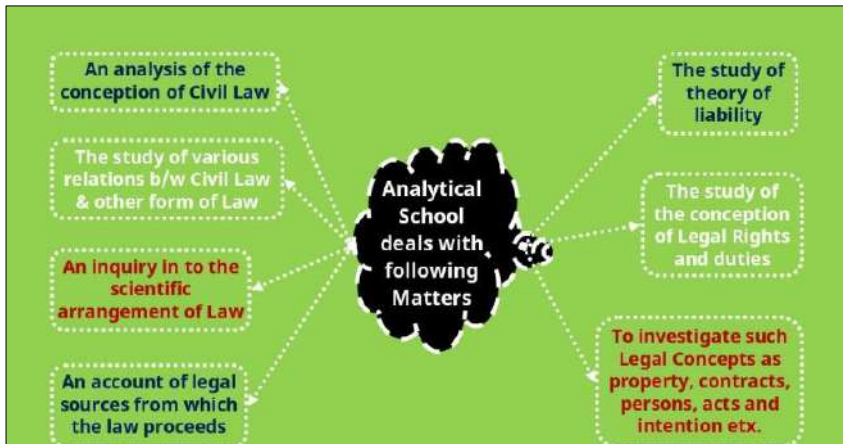 An analysis of the
conception of Civil Law
The study of various
relations b/w Civil Law
& other form of Law
An inquiry in to the
scientific
arrangement of Law
An account of legal
sources from which
the law proceeds
Analytical
School
deals with
following
Matters
The study of
theory of
liability
The study of
the conception
of Legal Rights
and duties
To investigate such
Legal Concepts as
property, contracts,
persons, acts and
intention etx.